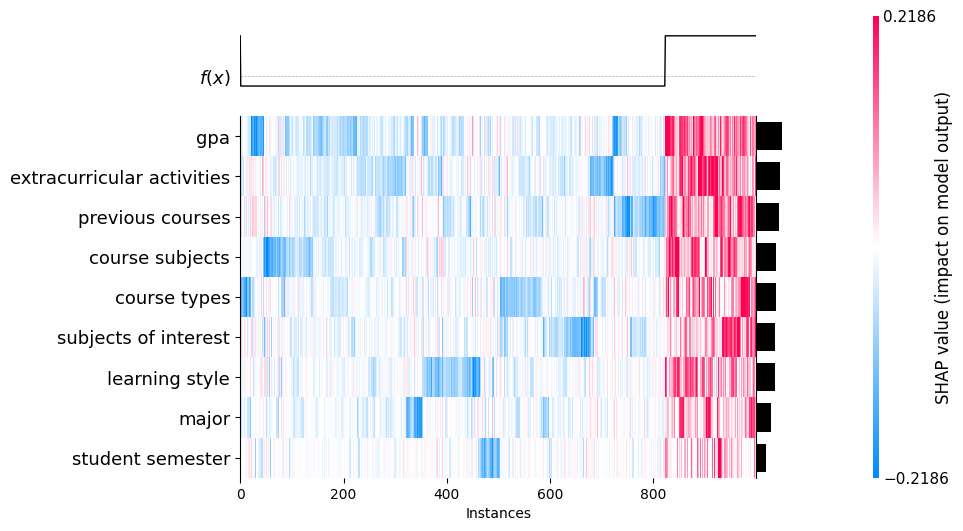 0.2186
f(x)
gpa
extracurricular activities
previous courses
course subjects
course types
subjects of interest
learning style
major
student semester
0 200 400 600 800
Instances
−0.2186
SHAP value (impact on model output)